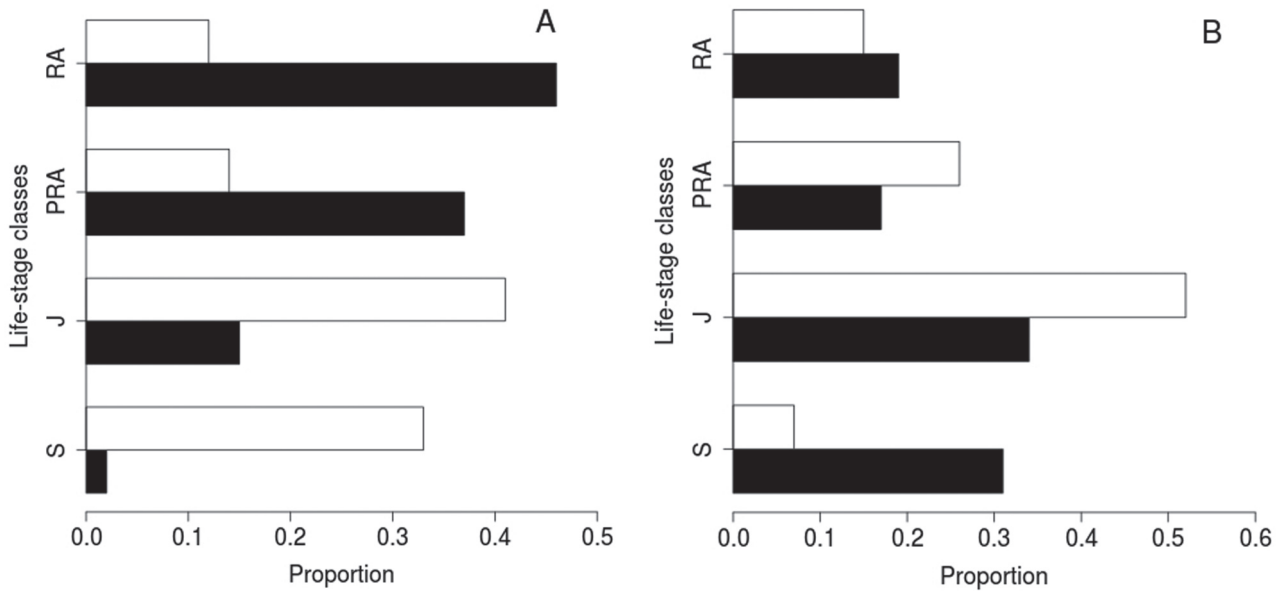 A
Life-stage classes
RA
PRA
J
S
0.0 0.1 0.2 0.3 0.4 0.5
Proportion
B
Life-stage classes
RA
PRA
J
S
0.0 0.1 0.2 0.3 0.4 0.5 0.6
Proportion